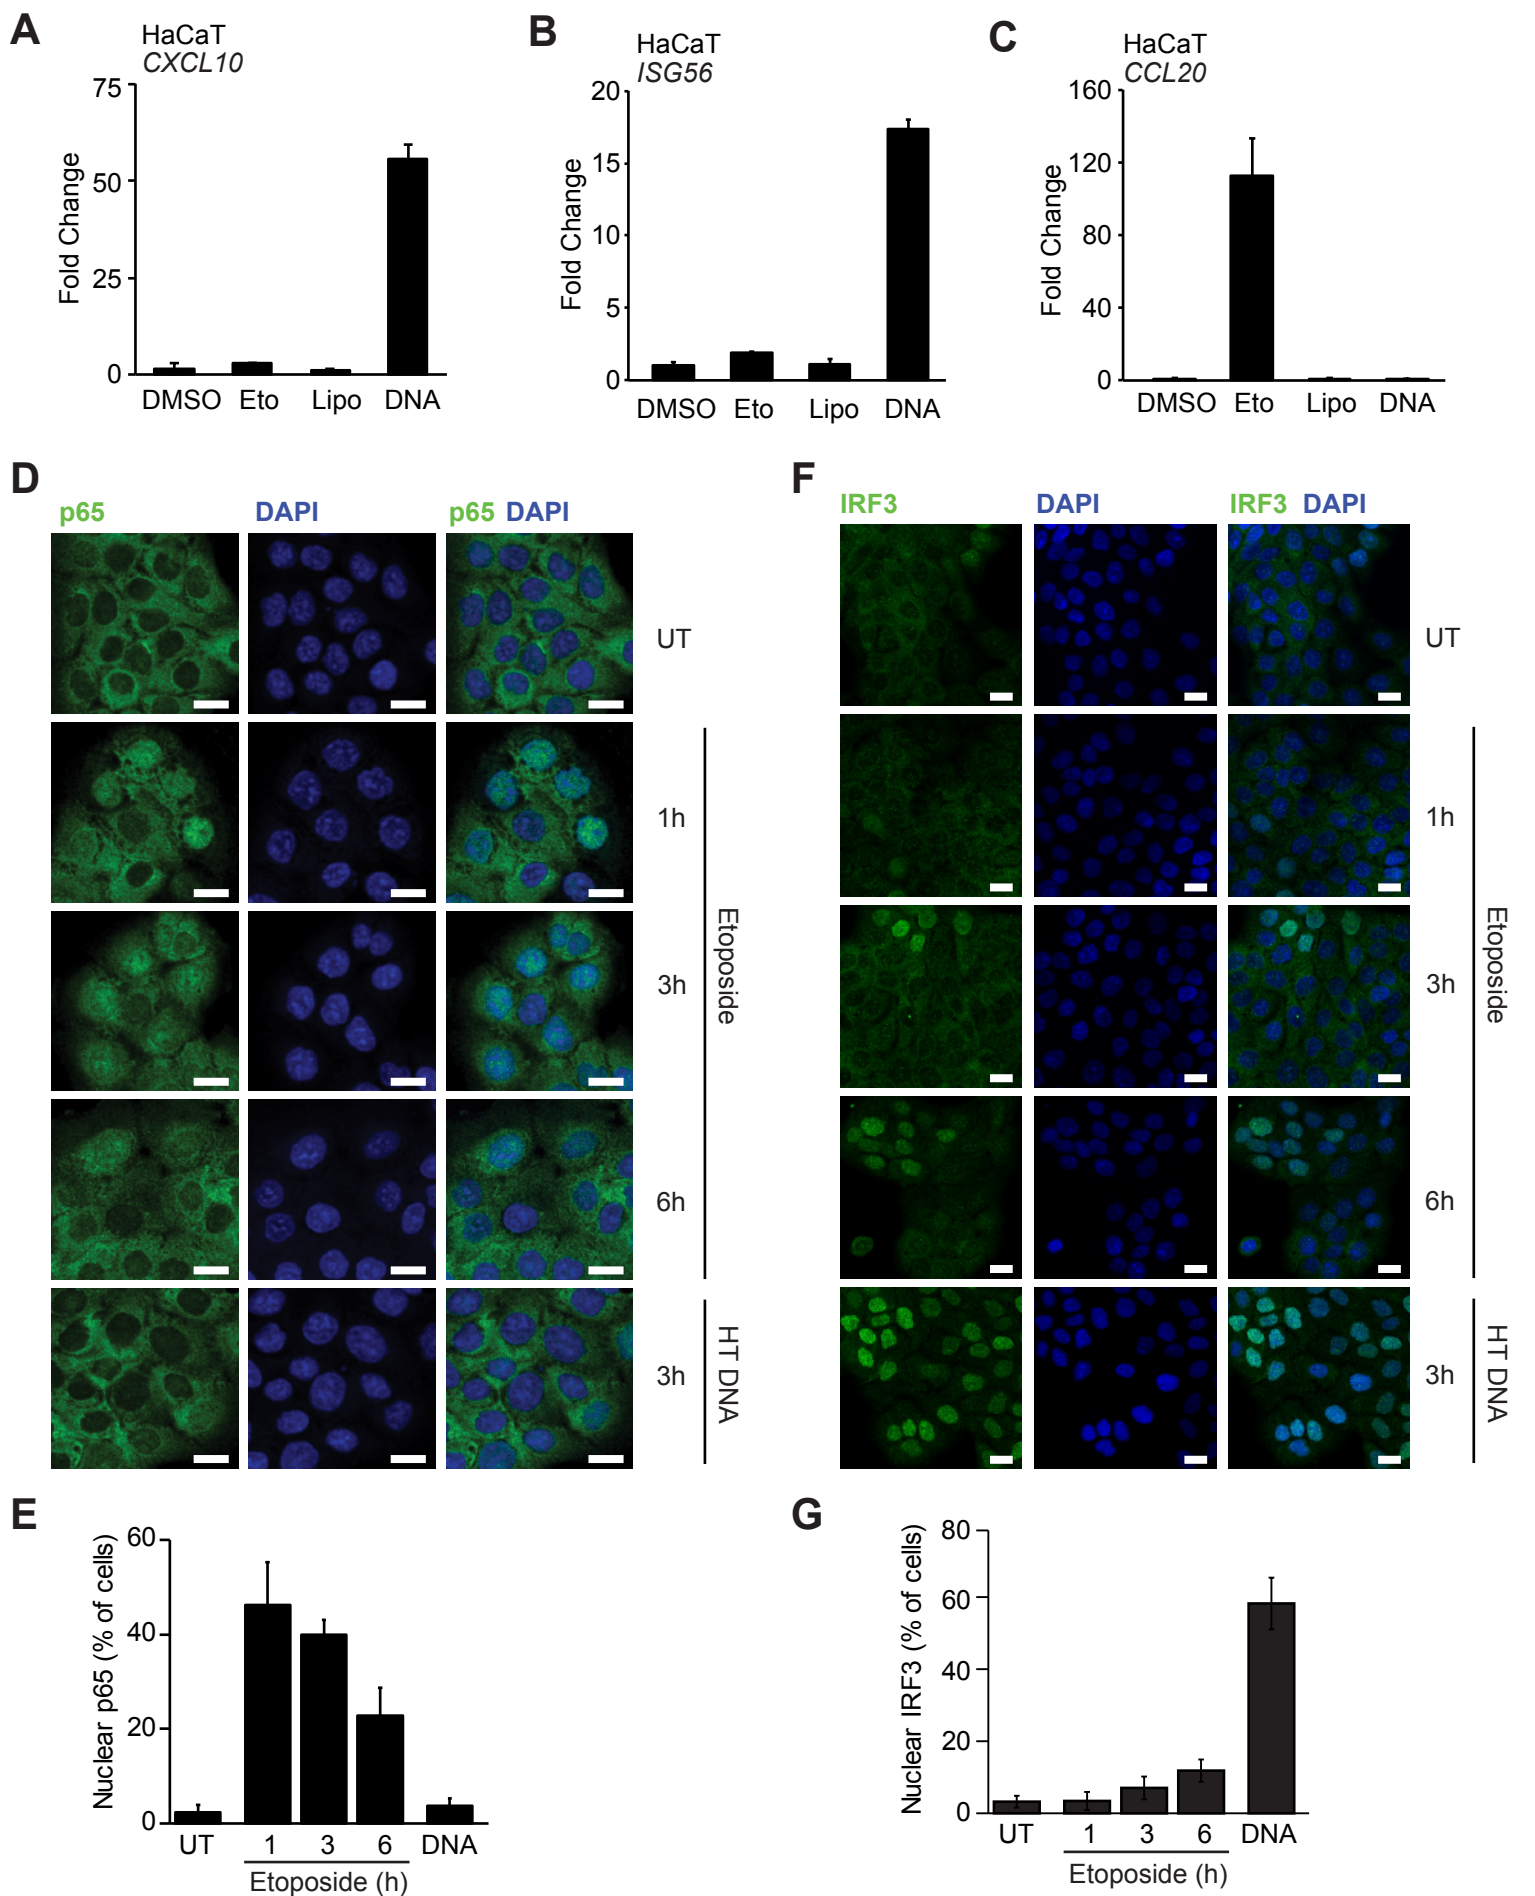 A
HaCaT
CXCL10
Fold Change
75
50
25
0
DMSO Eto Lipo DNA
B
HaCaT
ISG56
Fold Change
20
15
10
5
0
DMSO Eto Lipo DNA
C
HaCaT
CCL20
Fold Change
160
120
80
40
0
DMSO Eto Lipo DNA
D
p65 DAPI p65 DAPI
UT
1h
3h
6h
Etoposide
3h
HT DNA
F
IRF3 DAPI IRF3 DAPI
UT
1h
3h
6h
Etoposide
3h
HT DNA
E
Nuclear p65 (% of cells)
60
40
20
0
UT 1 3 6 DNA
Etoposide (h)
G
Nuclear IRF3 (% of cells)
80
60
40
20
0
UT 1 3 6 DNA
Etoposide (h)